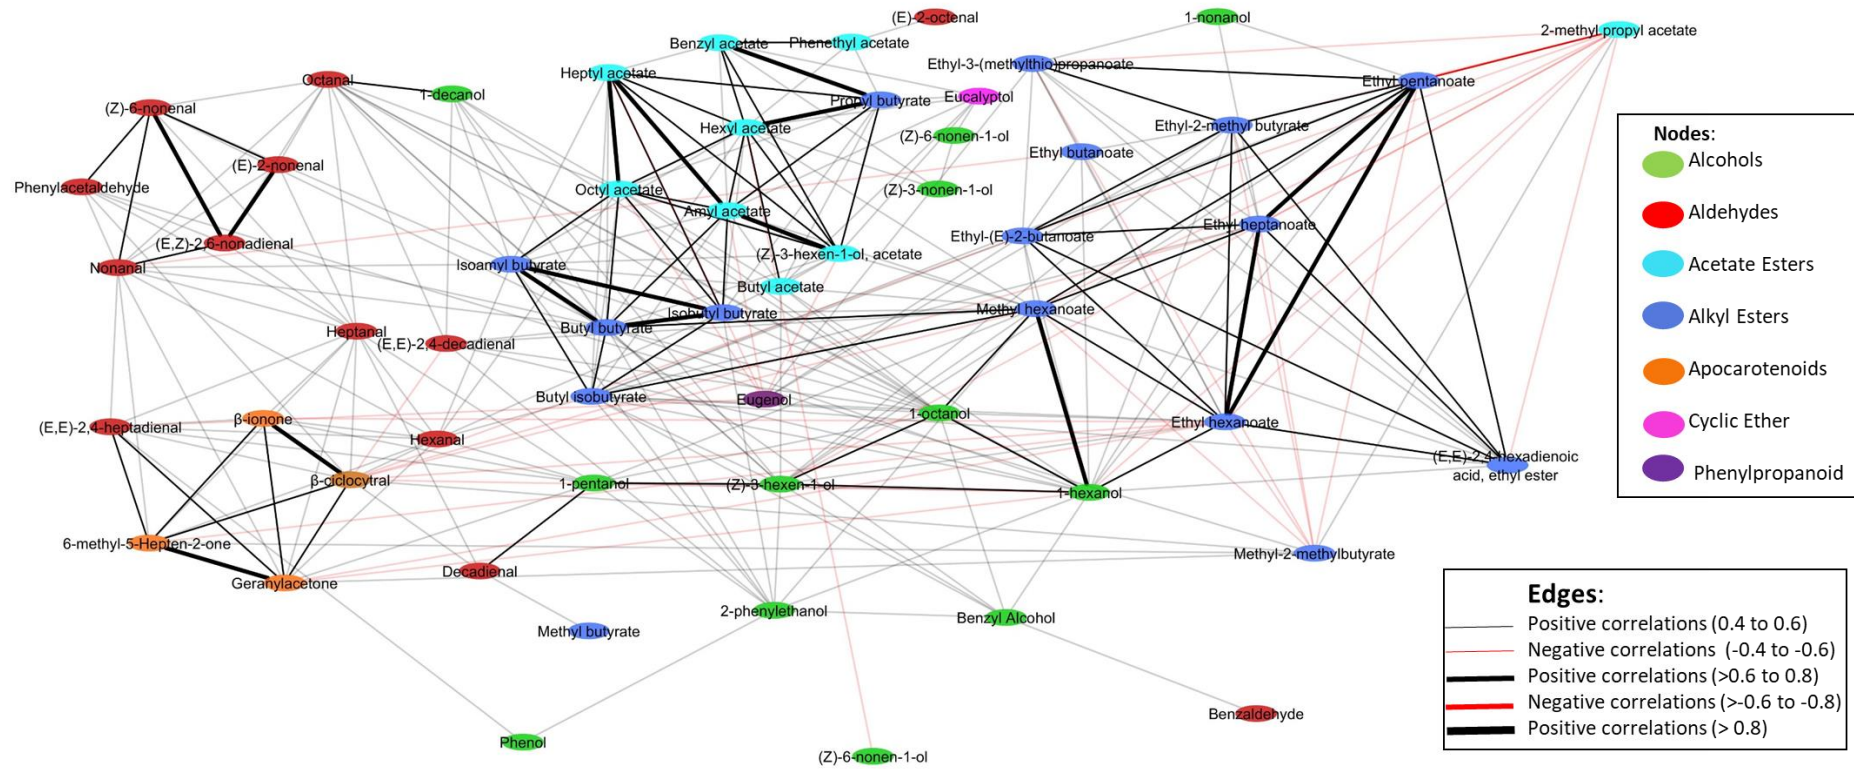 (E)-2-octenal
1-nonanol
2-methyl propyl acetate
Benzyl acetate
Phenethyl acetate
Ethyl-3-(methylthio)propanoate
Heptyl acetate
Octanal
Ethyl pentanoate
1-decanol
Propyl butyrate
Eucalyptol
(Z)-6-nonenal
Hexyl acetate
Ethyl-2-methyl butyrate
(Z)-6-nonen-1-ol
Ethyl butanoate
(E)-2-nonenal
Phenylacetaldehyde
Octyl acetate
(Z)-3-nonen-1-ol
Amyl acetate
Ethyl heptanoate
(E,Z)-2,6-nonadienal
Ethyl-(E)-2-butanoate
(Z)-3-hexen-1-ol, acetate
Nonanal
Isoamyl butyrate
Butyl acetate
Methyl hexanoate
Isobutyl butyrate
Butyl butyrate
Heptanal
(E,E)-2,4-decadienal
Butyl isobutyrate
Eugenol
1-octanol
β-ionone
Ethyl hexanoate
(E,E)-2,4-heptadienal
Hexanal
(E,E)-2,4-hexadienoic
acid, ethyl ester
β-ciclocytral
1-pentanol
(Z)-3-hexen-1-ol
1-hexanol
6-methyl-5-Hepten-2-one
Methyl-2-methylbutyrate
Decadienal
Geranylacetone
2-phenylethanol
Benzyl Alcohol
Methyl butyrate
Benzaldehyde
Phenol
(Z)-6-nonen-1-ol
Nodes:
Alcohols
Aldehydes
Acetate Esters
Alkyl Esters
Apocarotenoids
Cyclic Ether
Phenylpropanoid
Edges:
Positive correlations (0.4 to 0.6)
Negative correlations (-0.4 to -0.6)
Positive correlations (>0.6 to 0.8)
Negative correlations (>-0.6 to -0.8)
Positive correlations (> 0.8)